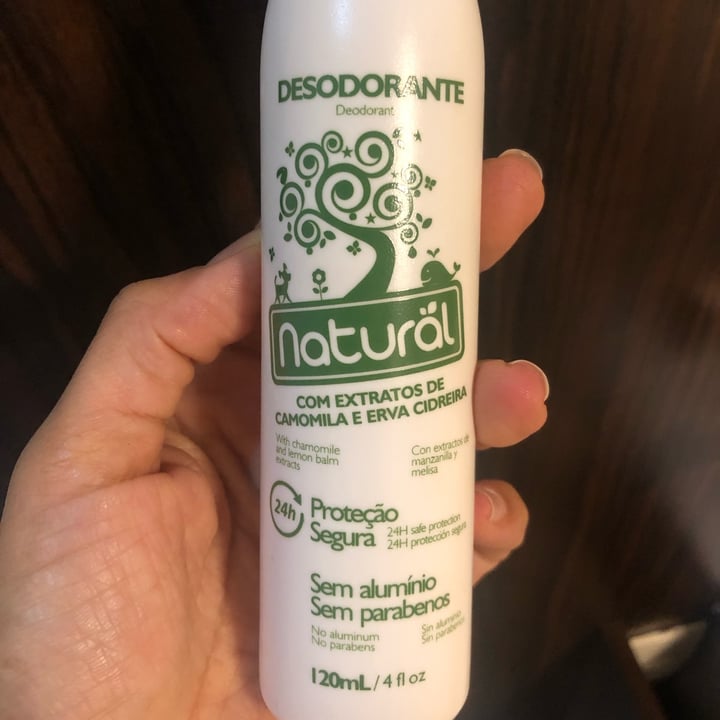 DESODORANTE
Deodorant
Naturäl
COM EXTRATOS DE
CAMOMILA E ERVA CIDREIRA
With chamomile
and lemon balm
extracts
Con extractos de
manzanilla y
melisa
24h
Proteção
Segura
24H safe protection
24H protección segura
Sem alumínio
Sem parabenos
No aluminum
No parabens
Sin aluminio
Sin parabenos
120mL / 4 fl oz